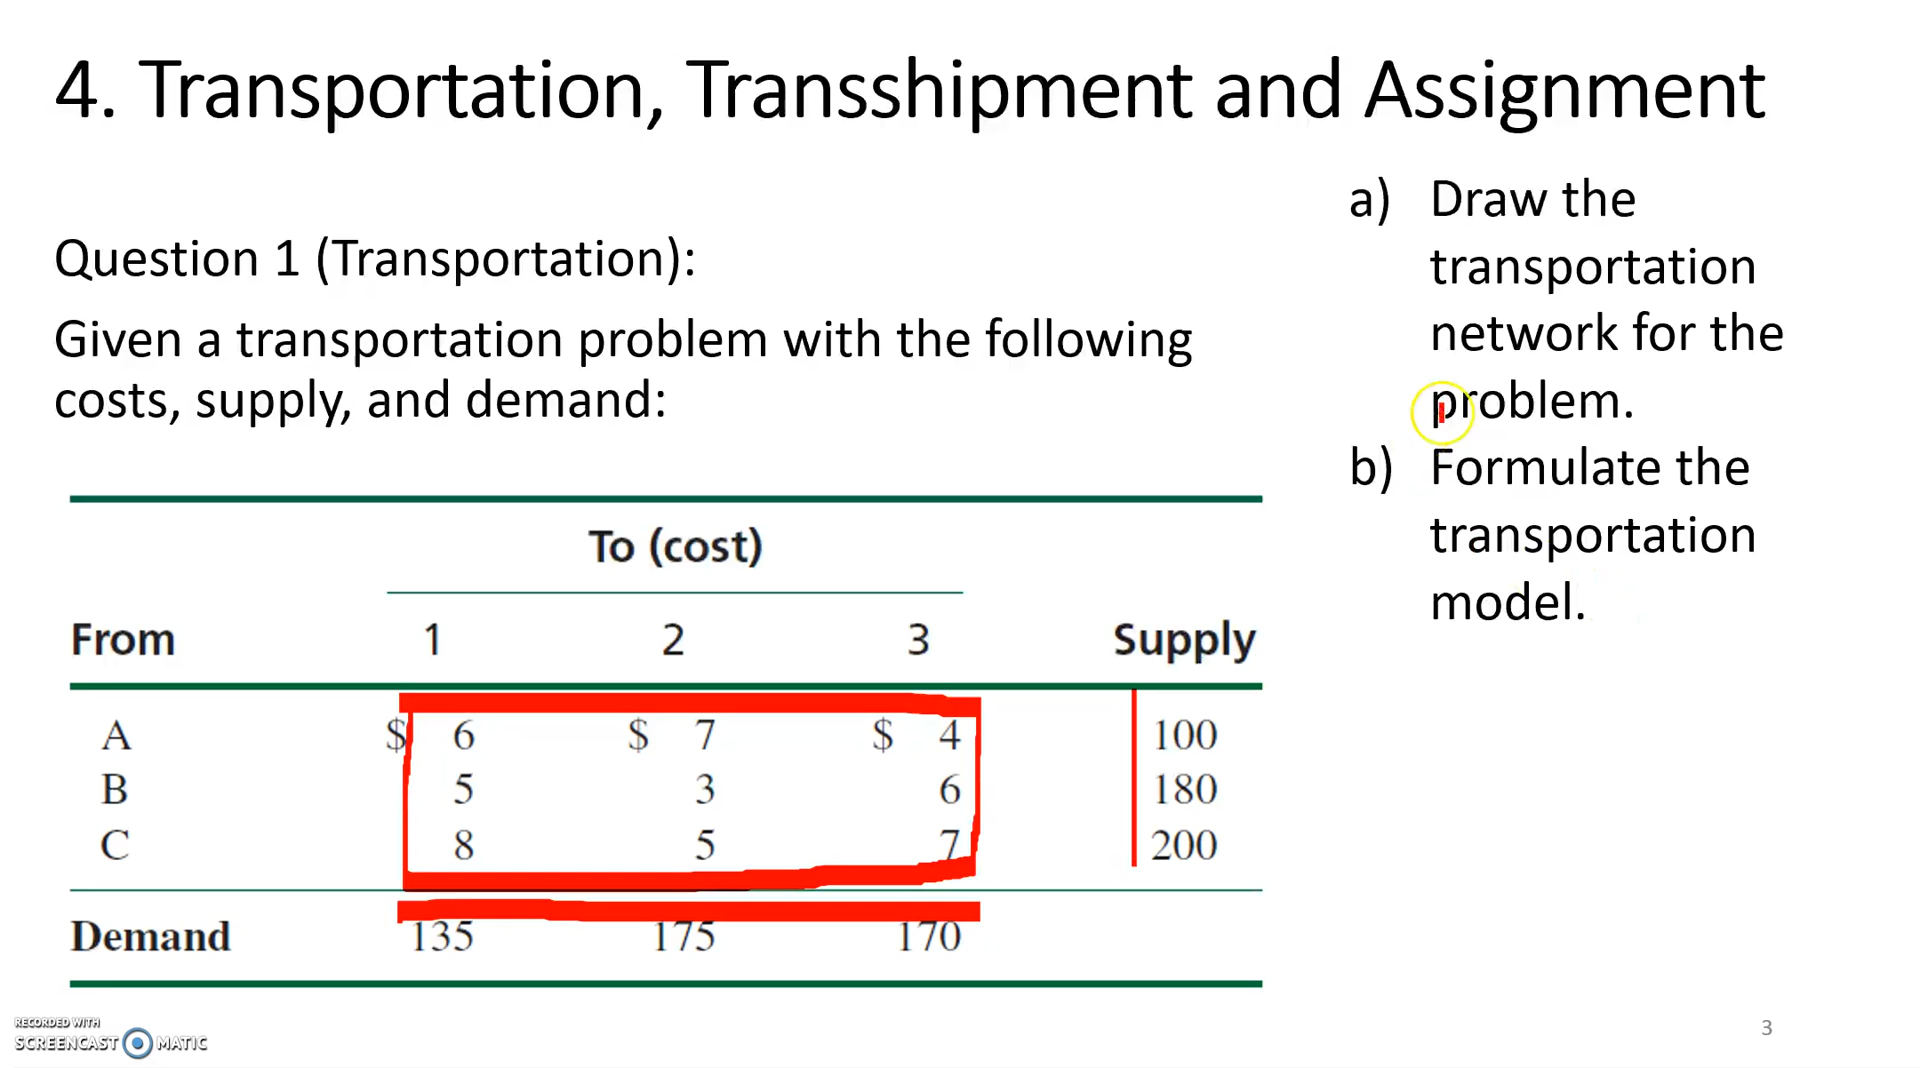 4. Transportation, Transshipment and Assignment
Question 1 (Transportation):
Given a transportation problem with the following
costs, supply, and demand:
a) Draw the
transportation
network for the
problem.
b) Formulate the
transportation
model.
To (cost)
From 1 2 3 Supply
A $ 6 $ 7 $ 4 100
B 5 3 6 180
C 8 5 7 200
Demand 135 175 170
RECORDED WITH
SCREENCAST MATIC
3